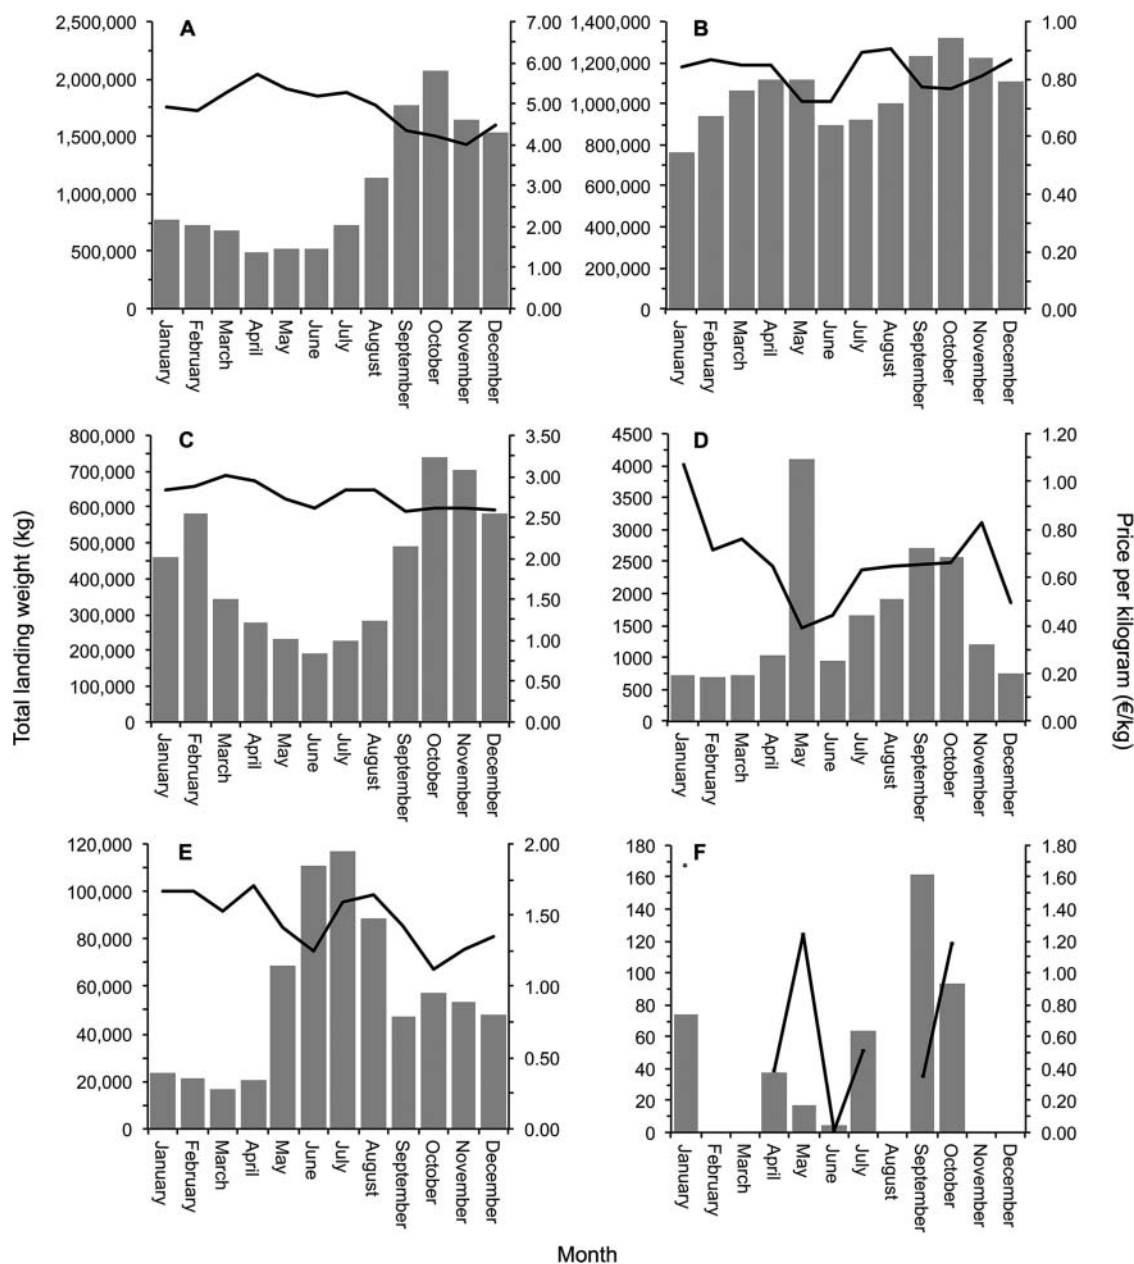 A
2,500,000
2,000,000
1,500,000
1,000,000
500,000
0
7.00
6.00
5.00
4.00
3.00
2.00
1.00
0.00
January
February
March
April
May
June
July
August
September
October
November
December
B
1,400,000
1,200,000
1,000,000
800,000
600,000
400,000
200,000
0
1.00
0.80
0.60
0.40
0.20
0.00
January
February
March
April
May
June
July
August
September
October
November
December
Total landing weight (kg)
C
800,000
700,000
600,000
500,000
400,000
300,000
200,000
100,000
0
3.50
3.00
2.50
2.00
1.50
1.00
0.50
0.00
January
February
March
April
May
June
July
August
September
October
November
December
D
4500
4000
3500
3000
2500
2000
1500
1000
500
0
1.20
1.00
0.80
0.60
0.40
0.20
0.00
January
February
March
April
May
June
July
August
September
October
November
December
Price per kilogram (€/kg)
E
120,000
100,000
80,000
60,000
40,000
20,000
0
2.00
1.50
1.00
0.50
0.00
January
February
March
April
May
June
July
August
September
October
November
December
F
180
160
140
120
100
80
60
40
20
0
1.80
1.60
1.40
1.20
1.00
0.80
0.60
0.40
0.20
0.00
January
February
March
April
May
June
July
August
September
October
November
December
Month